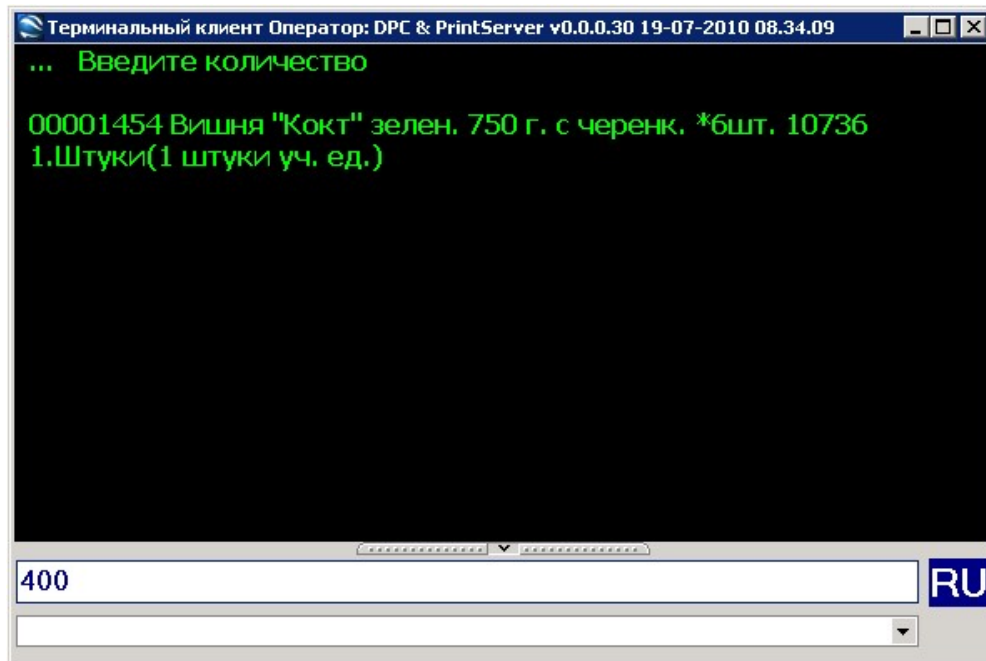 Терминальный клиент Оператор: DPC & PrintServer v0.0.0.30 19-07-2010 08.34.09
... Введите количество
00001454 Вишня "Кокт" зелен. 750 г. с черенк. *6шт. 10736
1.Штуки(1 штуки уч. ед.)
400
RU